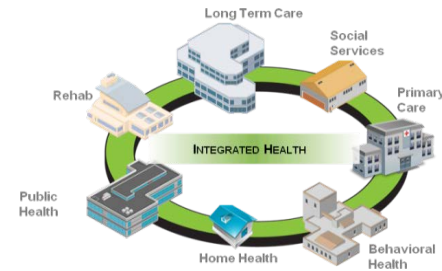 Long Term Care
Social
Services
Primary
Care
Rehab
INTEGRATED HEALTH
Public
Health
Home Health
Behavioral
Health